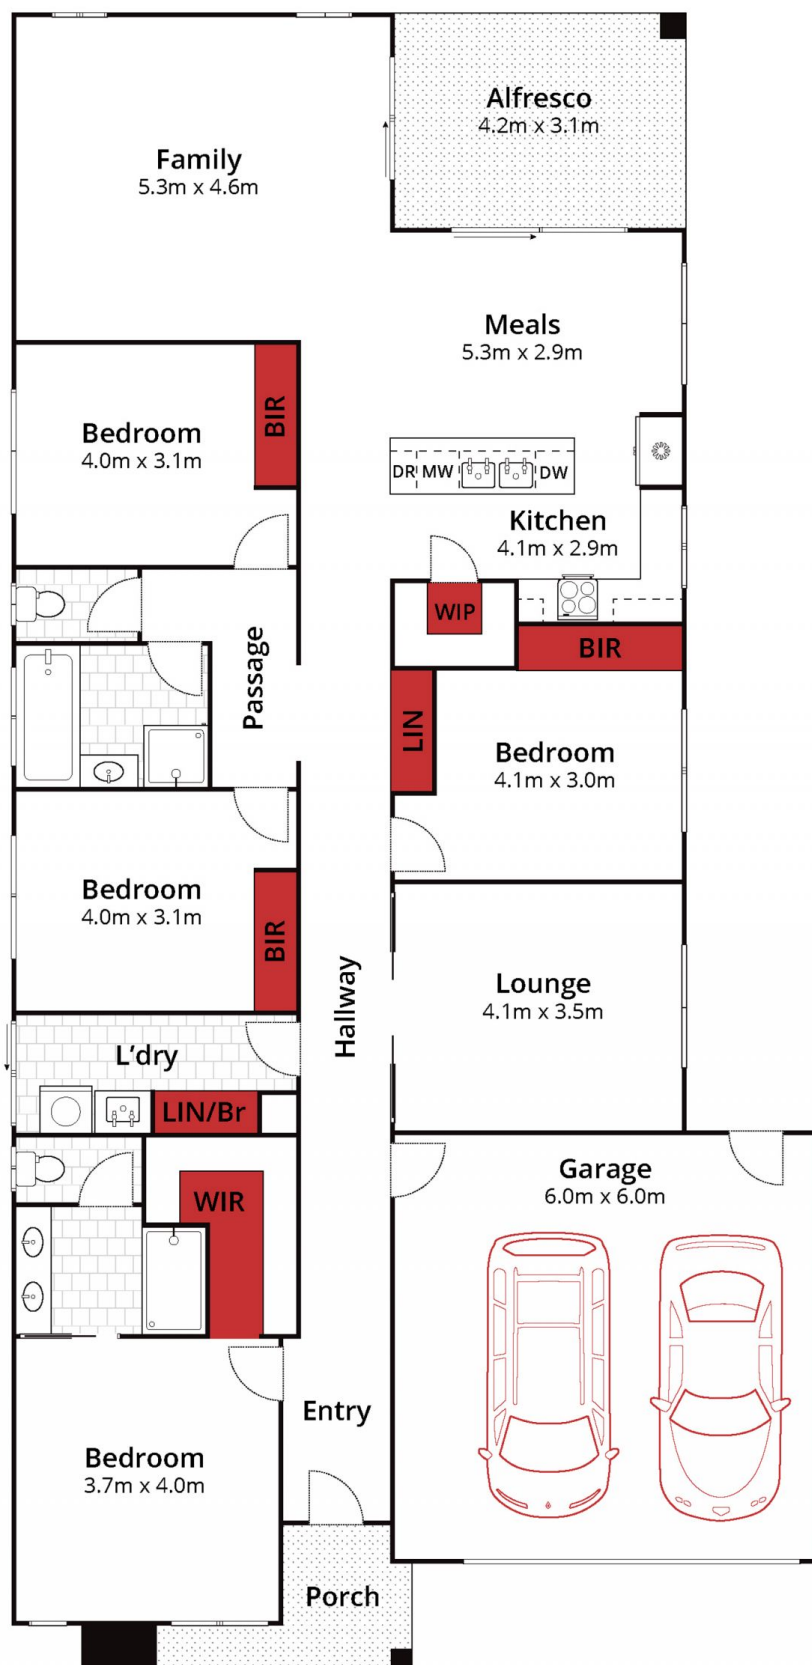 Alfresco
4.2m x 3.1m
Family
5.3m x 4.6m
Meals
5.3m x 2.9m
BIR
Bedroom
4.0m x 3.1m
DR MW DW
Kitchen
4.1m x 2.9m
WIP
BIR
Passage
LIN
Bedroom
4.1m x 3.0m
Bedroom
4.0m x 3.1m
BIR
Hallway
Lounge
4.1m x 3.5m
L'dry
LIN/Br
Garage
6.0m x 6.0m
WIR
Entry
Bedroom
3.7m x 4.0m
Porch